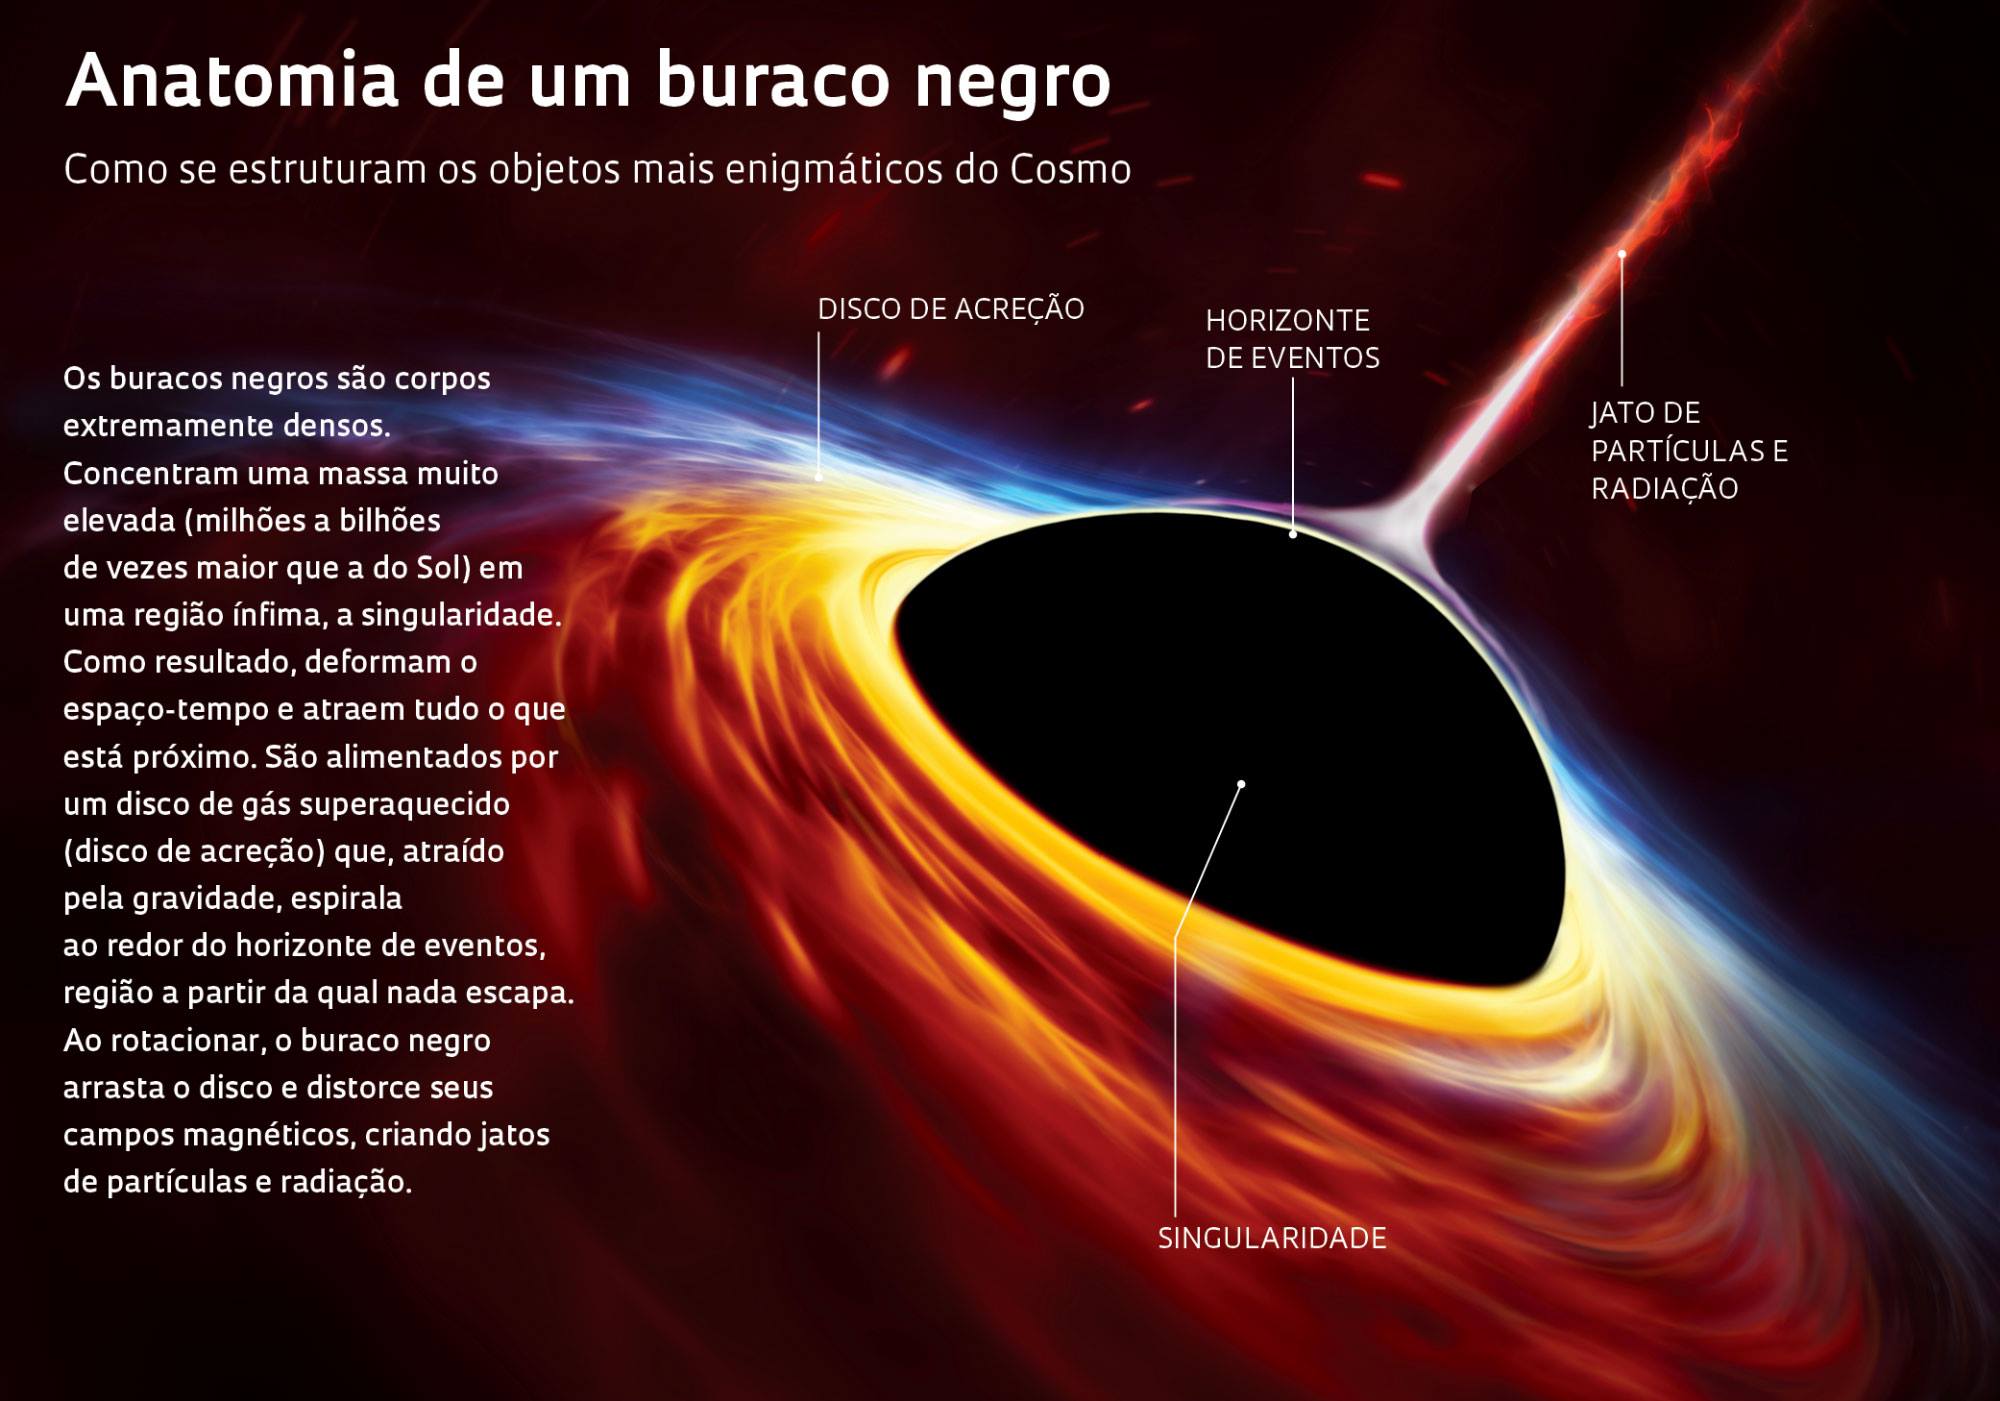 Anatomia de um buraco negro
Como se estruturam os objetos mais enigmáticos do Cosmo
DISCO DE ACREÇÃO
HORIZONTE
DE EVENTOS
JATO DE
PARTÍCULAS E
RADIAÇÃO
Os buracos negros são corpos
extremamente densos.
Concentram uma massa muito
elevada (milhões a bilhões
de vezes maior que a do Sol) em
uma região ínfima, a singularidade.
Como resultado, deformam o
espaço-tempo e atraem tudo o que
está próximo. São alimentados por
um disco de gás superaquecido
(disco de acreção) que, atraído
pela gravidade, espirala
ao redor do horizonte de eventos,
região a partir da qual nada escapa.
Ao rotacionar, o buraco negro
arrasta o disco e distorce seus
campos magnéticos, criando jatos
de partículas e radiação.
SINGULARIDADE